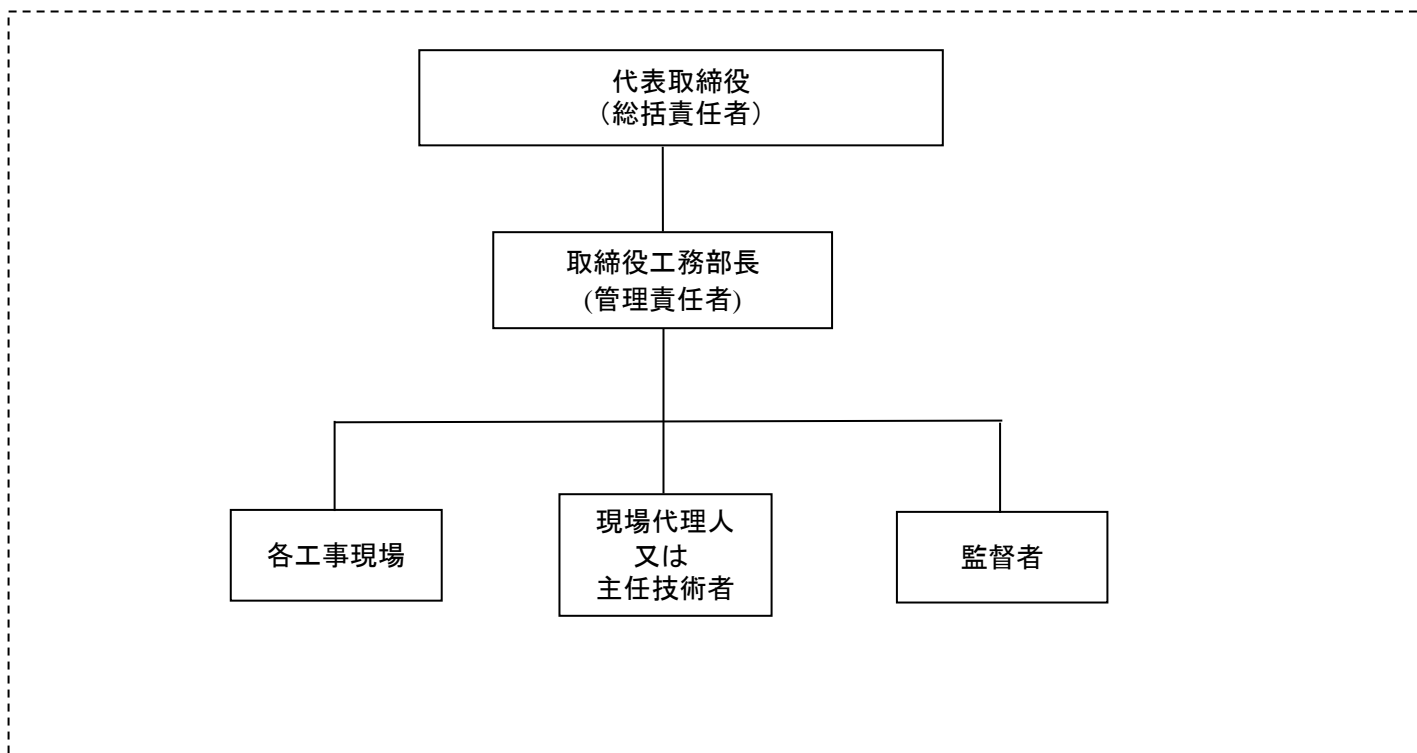 代表取締役
（総括責任者）
取締役工務部長
(管理責任者)
各工事現場
現場代理人
又は
主任技術者
監督者